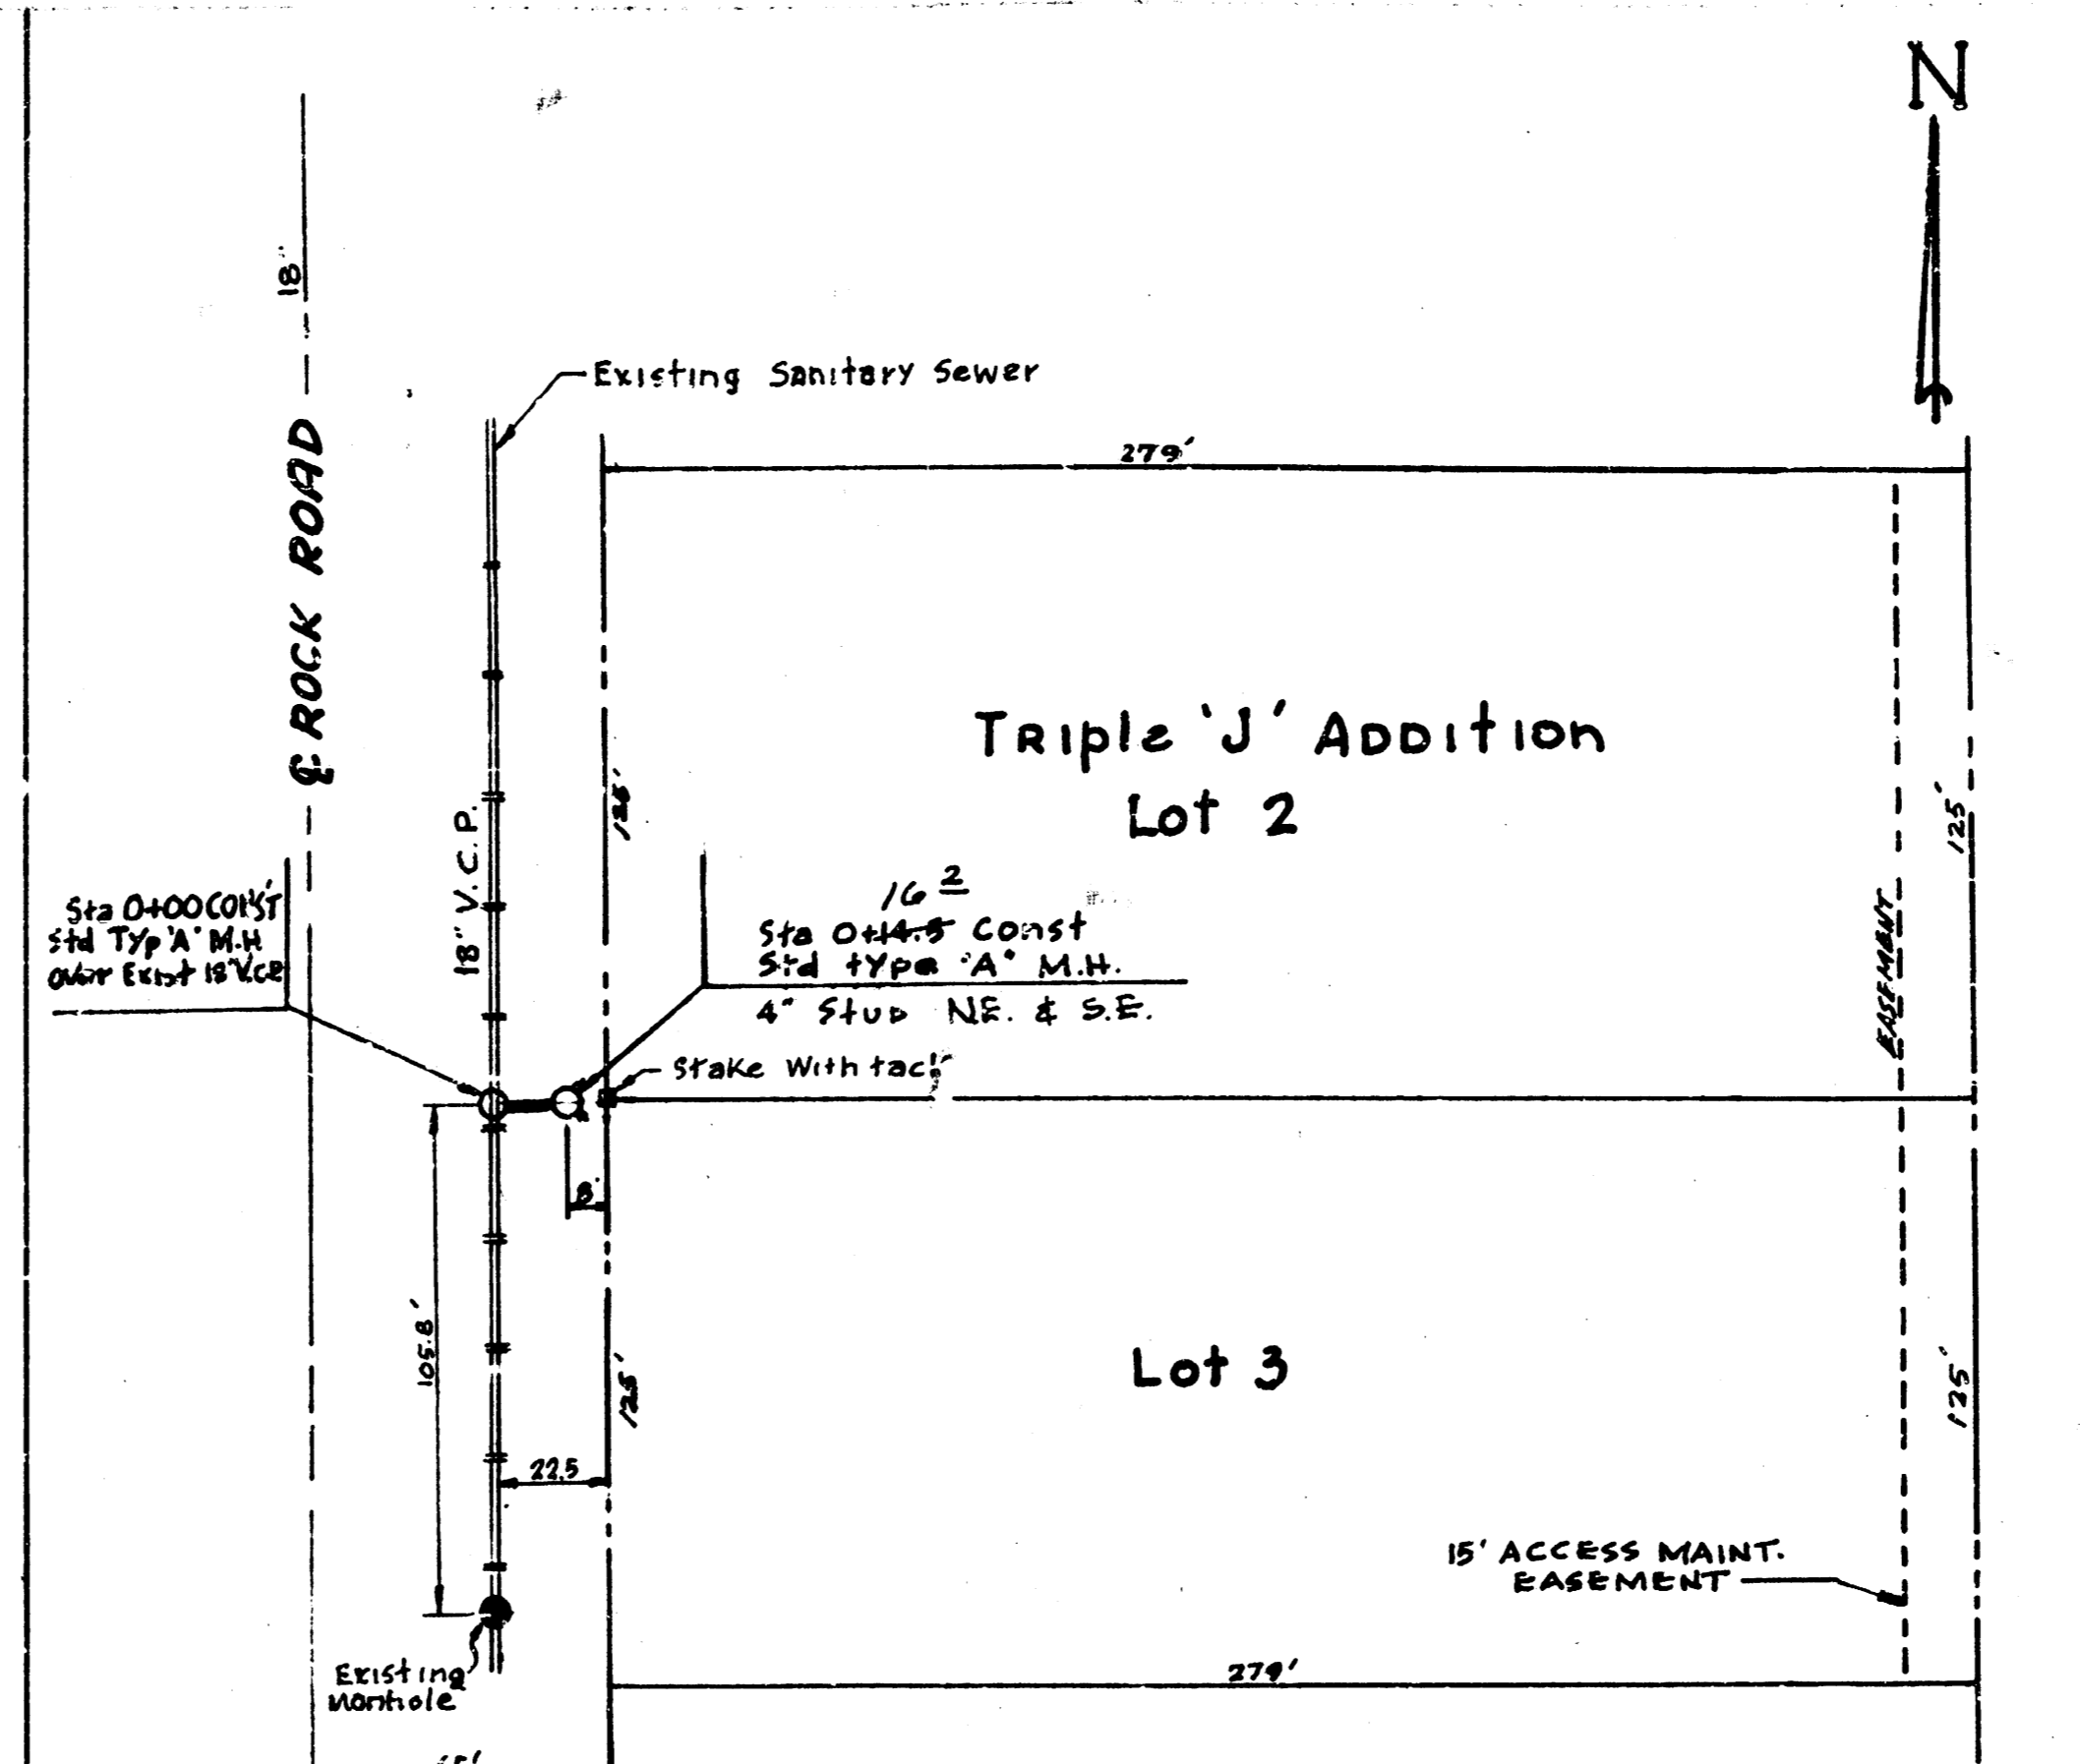 N
18"
Existing Sanitary Sewer
279'
℄ ROCK ROAD
Triple 'J' Addition
Lot 2
125'
125'
18" V.C.P.
EASEMENT
Sta 0+00 CONST
Std Typ 'A' M.H
over Exist 18" V.C.P.
16 2
Sta 0+14.5 Const
Std type "A" M.H.
4" Stub N.E. & S.E.
Stake With tack
8'
105.8'
Lot 3
125'
125'
22.5
15' ACCESS MAINT.
EASEMENT
Existing
Manhole
279'